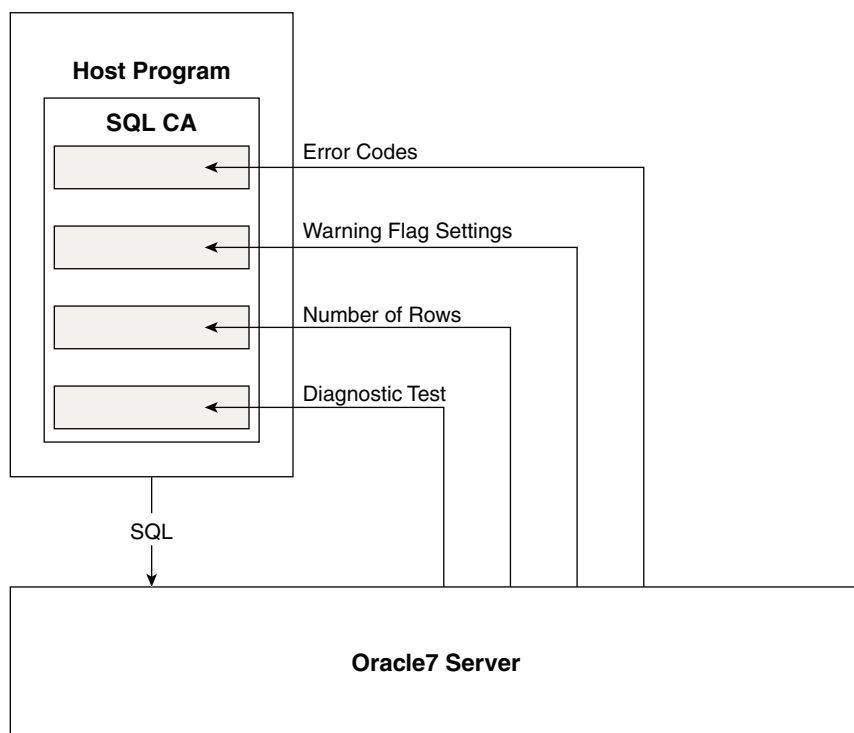 Host Program
SQL CA
Error Codes
Warning Flag Settings
Number of Rows
Diagnostic Test
SQL
Oracle7 Server